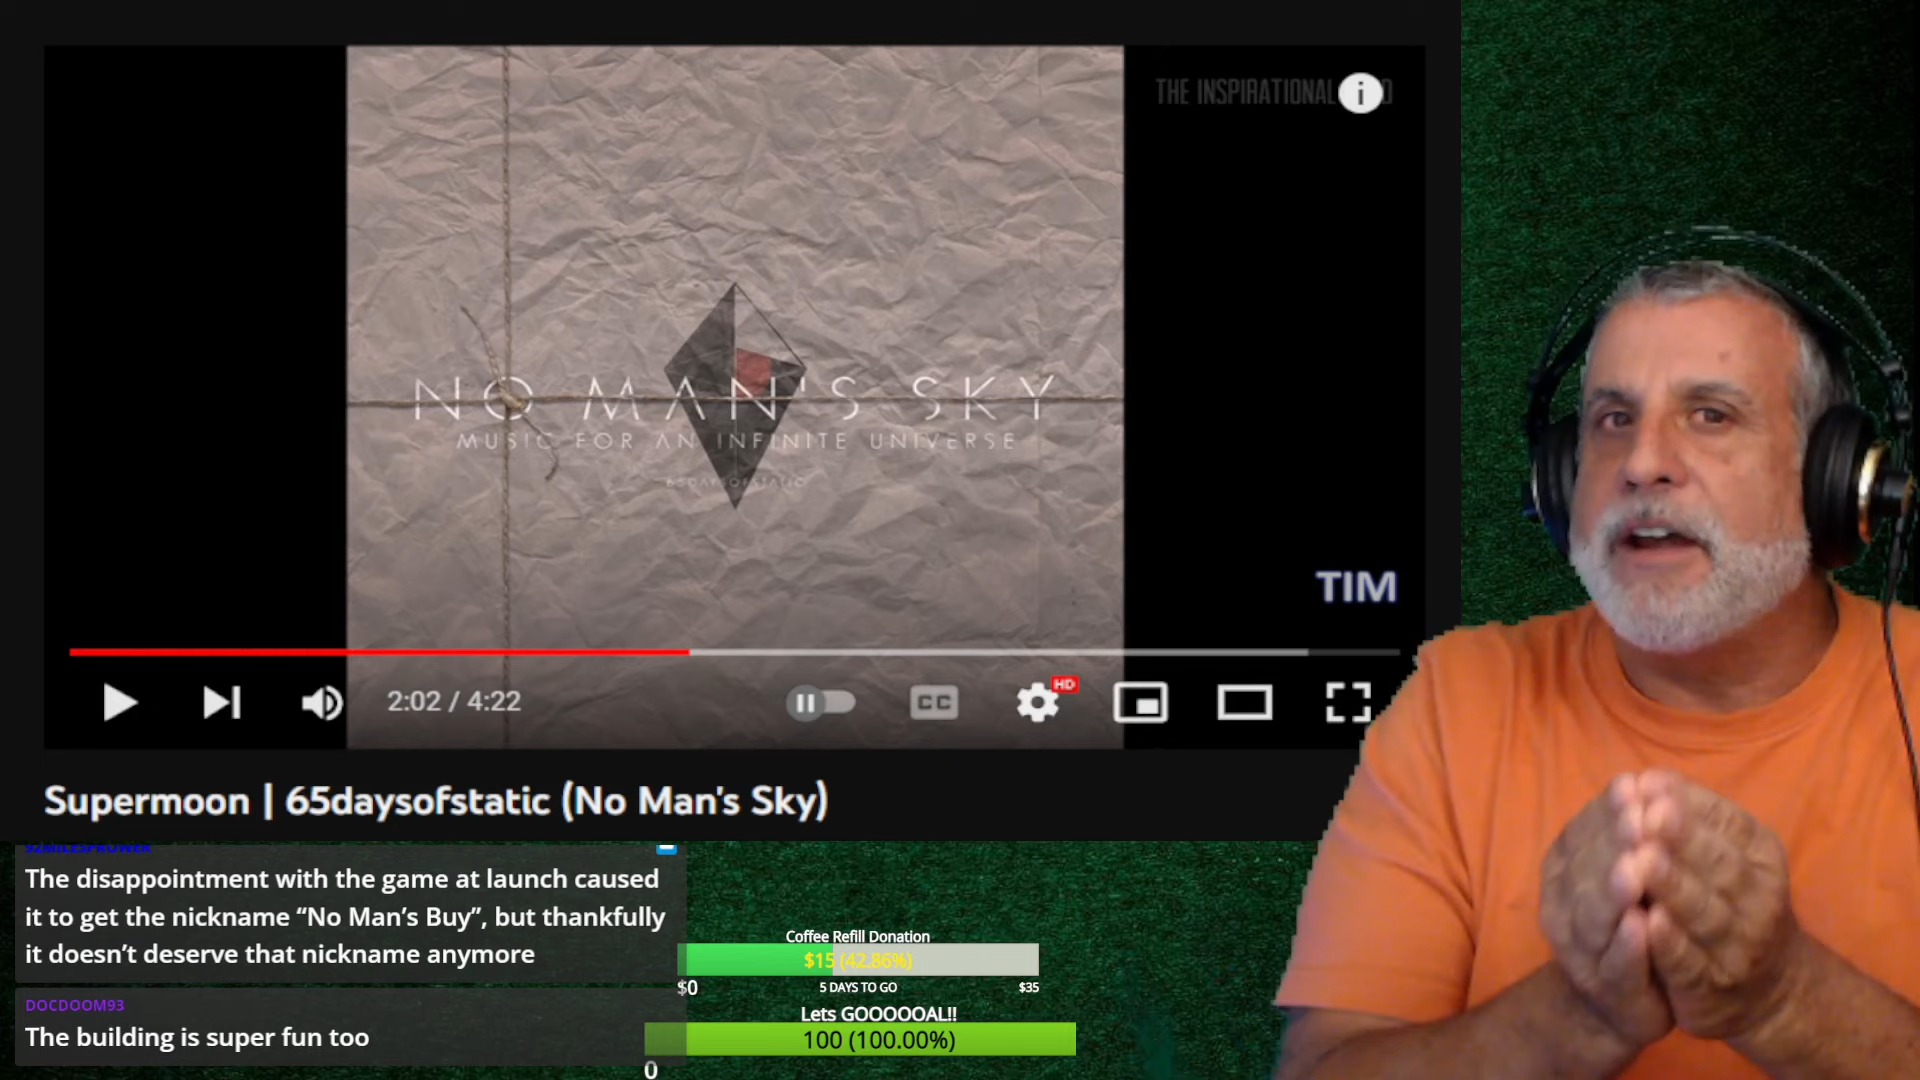 THE INSPIRATIONAL
i
NO MAN'S SKY
MUSIC FOR AN INFINITE UNIVERSE
65DAYSOFSTATIC
TIM
2:02 / 4:22
CC
HD
Supermoon | 65daysofstatic (No Man's Sky)
The disappointment with the game at launch caused
it to get the nickname “No Man’s Buy”, but thankfully
it doesn’t deserve that nickname anymore
DOCDOOM93
The building is super fun too
Coffee Refill Donation
$15 (42.86%)
$0 5 DAYS TO GO $35
Lets GOOOOOAL!!
100 (100.00%)
0